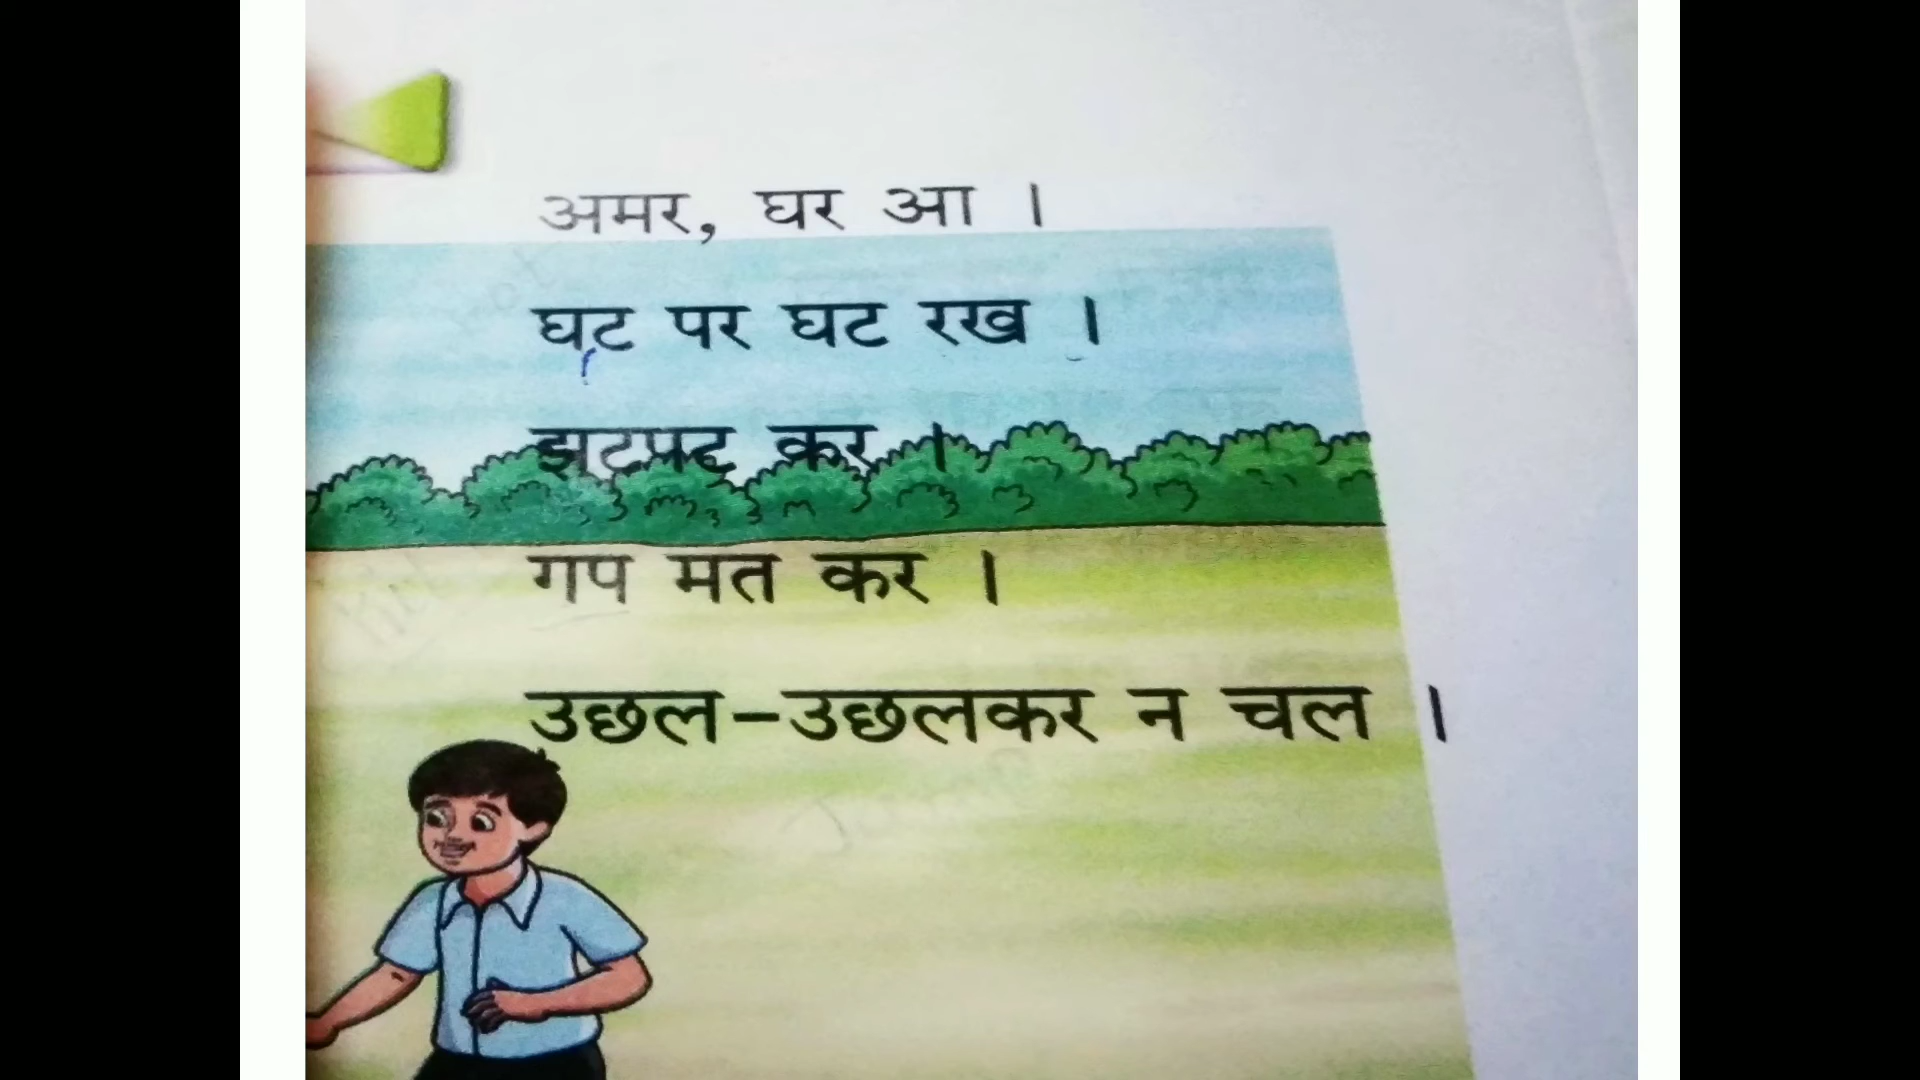 अमर, घर आ ।
घट पर घट रख ।
झटपट कर ।
गप मत कर ।
उछल-उछलकर न चल ।